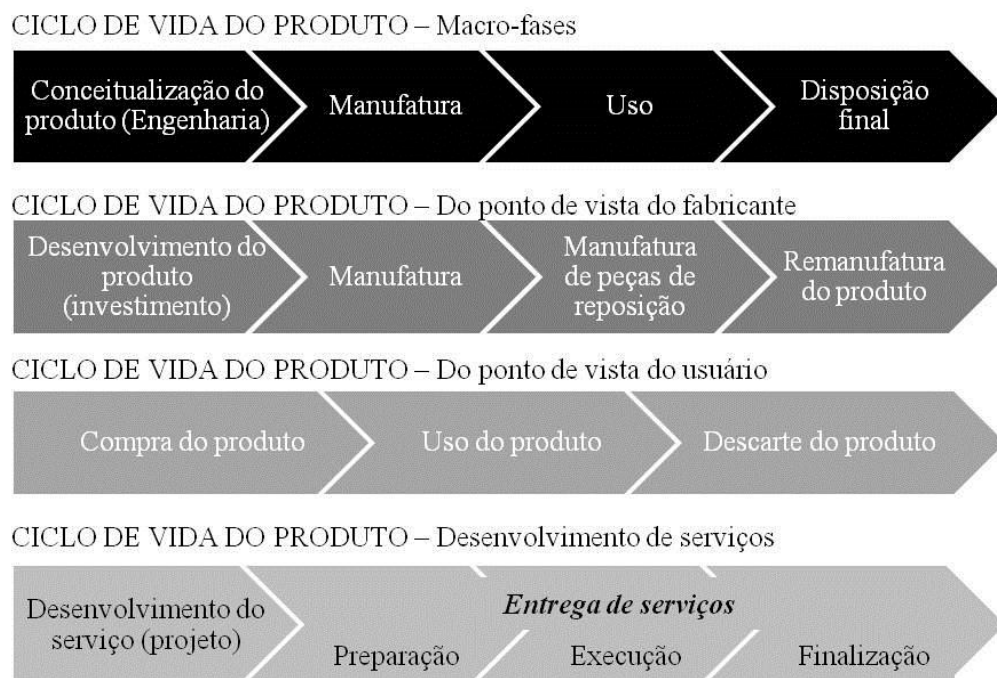 CICLO DE VIDA DO PRODUTO – Macro-fases
Conceitualização do
produto (Engenharia)
Manufatura
Uso
Disposição
final
CICLO DE VIDA DO PRODUTO – Do ponto de vista do fabricante
Desenvolvimento do
produto
(investimento)
Manufatura
Manufatura
de peças de
reposição
Remanufatura
do produto
CICLO DE VIDA DO PRODUTO – Do ponto de vista do usuário
Compra do produto
Uso do produto
Descarte do produto
CICLO DE VIDA DO PRODUTO – Desenvolvimento de serviços
Desenvolvimento do
serviço (projeto)
Entrega de serviços
Preparação
Execução
Finalização